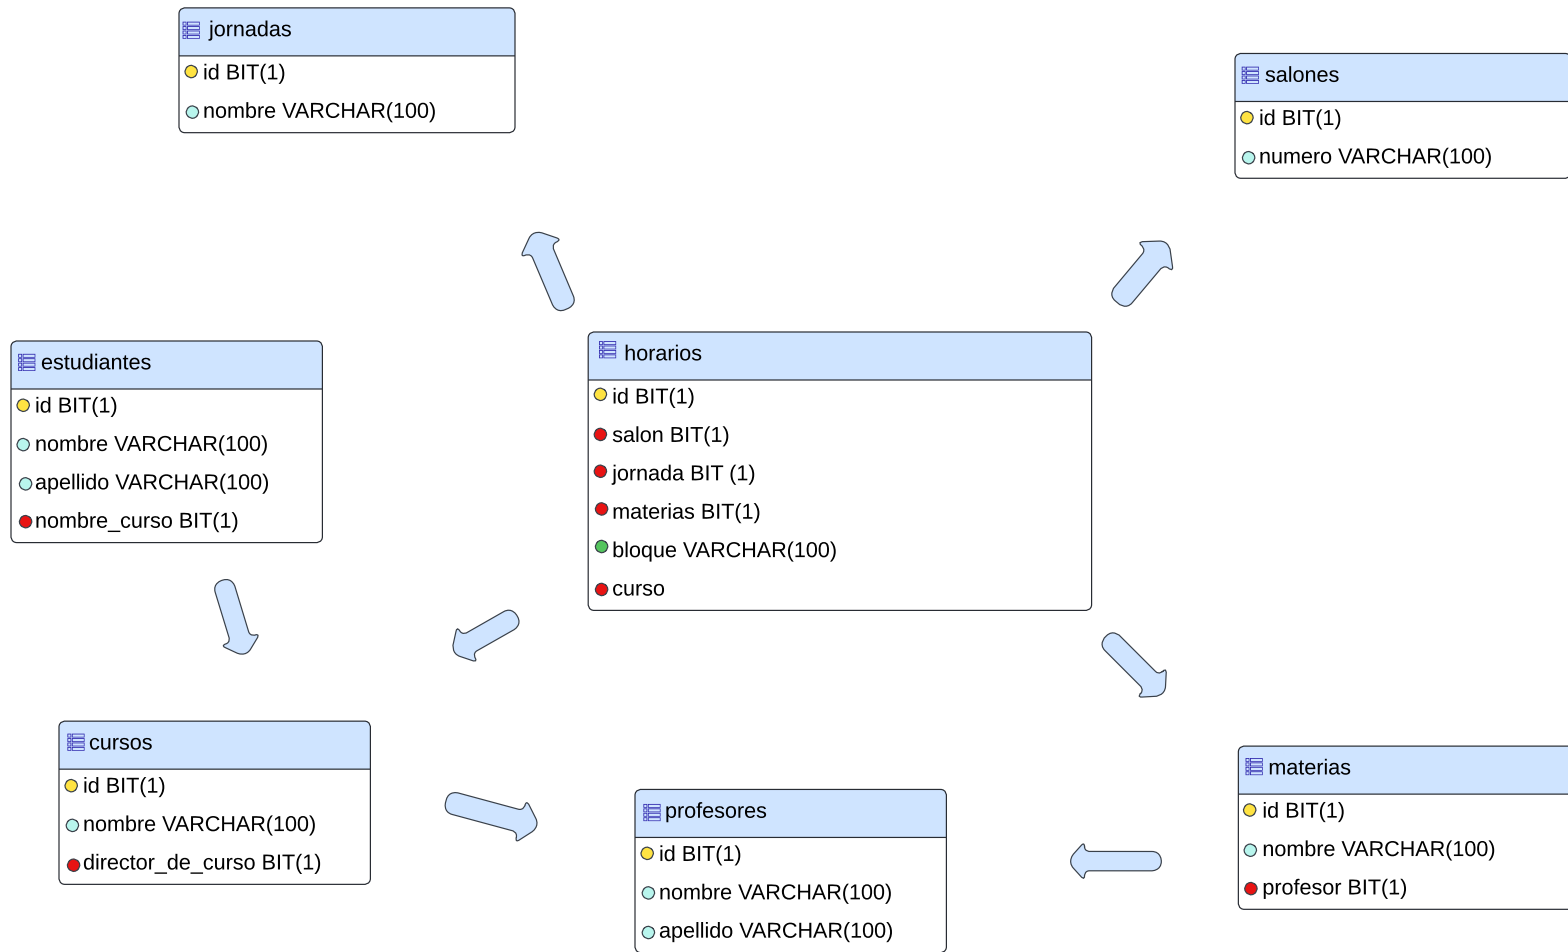 jornadas
id BIT(1)
nombre VARCHAR(100)
salones
id BIT(1)
numero VARCHAR(100)
estudiantes
id BIT(1)
nombre VARCHAR(100)
apellido VARCHAR(100)
nombre_curso BIT(1)
horarios
id BIT(1)
salon BIT(1)
jornada BIT (1)
materias BIT(1)
bloque VARCHAR(100)
curso
cursos
id BIT(1)
nombre VARCHAR(100)
director_de_curso BIT(1)
profesores
id BIT(1)
nombre VARCHAR(100)
apellido VARCHAR(100)
materias
id BIT(1)
nombre VARCHAR(100)
profesor BIT(1)